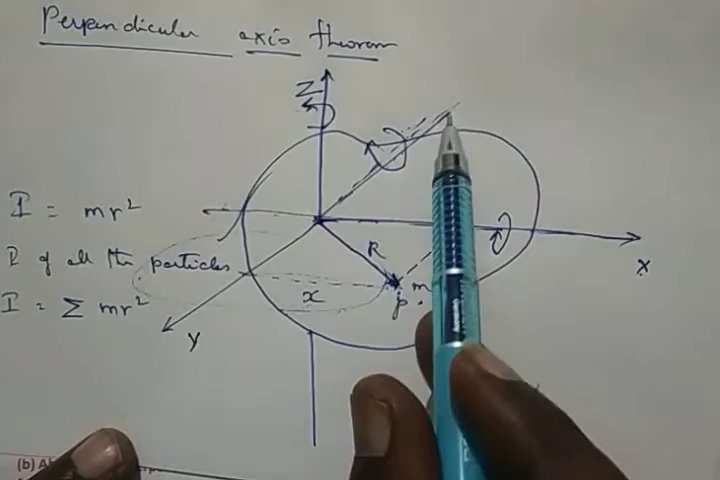 Perpendicular axis theorem
Z
I = mr²
I of all the particles
I = Σ mr²
R
x
m
P
X
Y